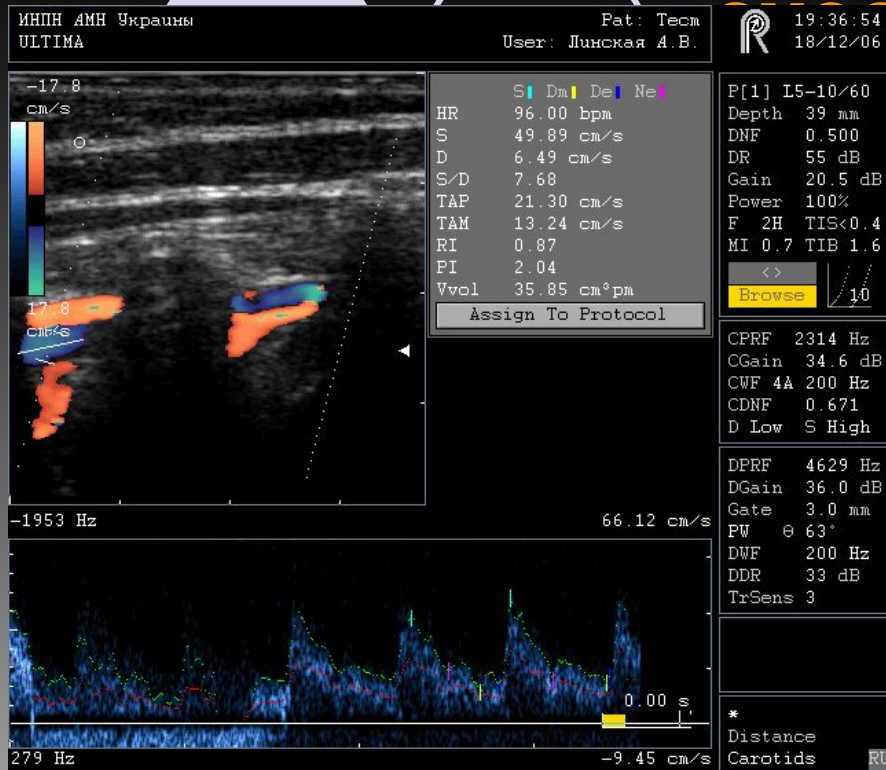 ИНПН АМН Украины
ULTIMA
Pat: Тест
User: Линская А.В.
R
19:36:54
18/12/06
-17.8
cm/s
17.8
cm/s
S Dm De Ne
HR 96.00 bpm
S 49.89 cm/s
D 6.49 cm/s
S/D 7.68
TAP 21.30 cm/s
TAM 13.24 cm/s
RI 0.87
PI 2.04
Vvol 35.85 cm³pm
Assign To Protocol
P[1] L5-10/60
Depth 39 mm
DNF 0.500
DR 55 dB
Gain 20.5 dB
Power 100%
F 2H TIS<0.4
MI 0.7 TIB 1.6
<>
Browse
10
CPRF 2314 Hz
CGain 34.6 dB
CWF 4A 200 Hz
CDNF 0.671
D Low S High
DPRF 4629 Hz
DGain 36.0 dB
Gate 3.0 mm
PW θ 63°
DWF 200 Hz
DDR 33 dB
TrSens 3
-1953 Hz
66.12 cm/s
0.00 s
279 Hz
-9.45 cm/s
*
Distance
Carotids
RU